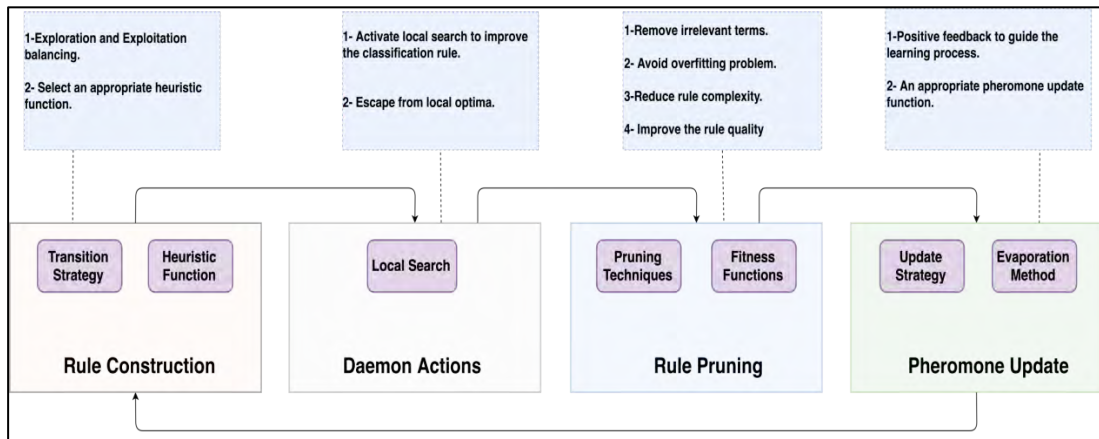 1-Exploration and Exploitation
balancing.
2- Select an appropriate heuristic
function.
1- Activate local search to improve
the classification rule.
2- Escape from local optima.
1-Remove irrelevant terms.
2- Avoid overfitting problem.
3-Reduce rule complexity.
4- Improve the rule quality
1-Positive feedback to guide the
learning process.
2- An appropriate pheromone update
function.
Transition
Strategy
Heuristic
Function
Rule Construction
Local Search
Daemon Actions
Pruning
Techniques
Fitness
Functions
Rule Pruning
Update
Strategy
Evaporation
Method
Pheromone Update